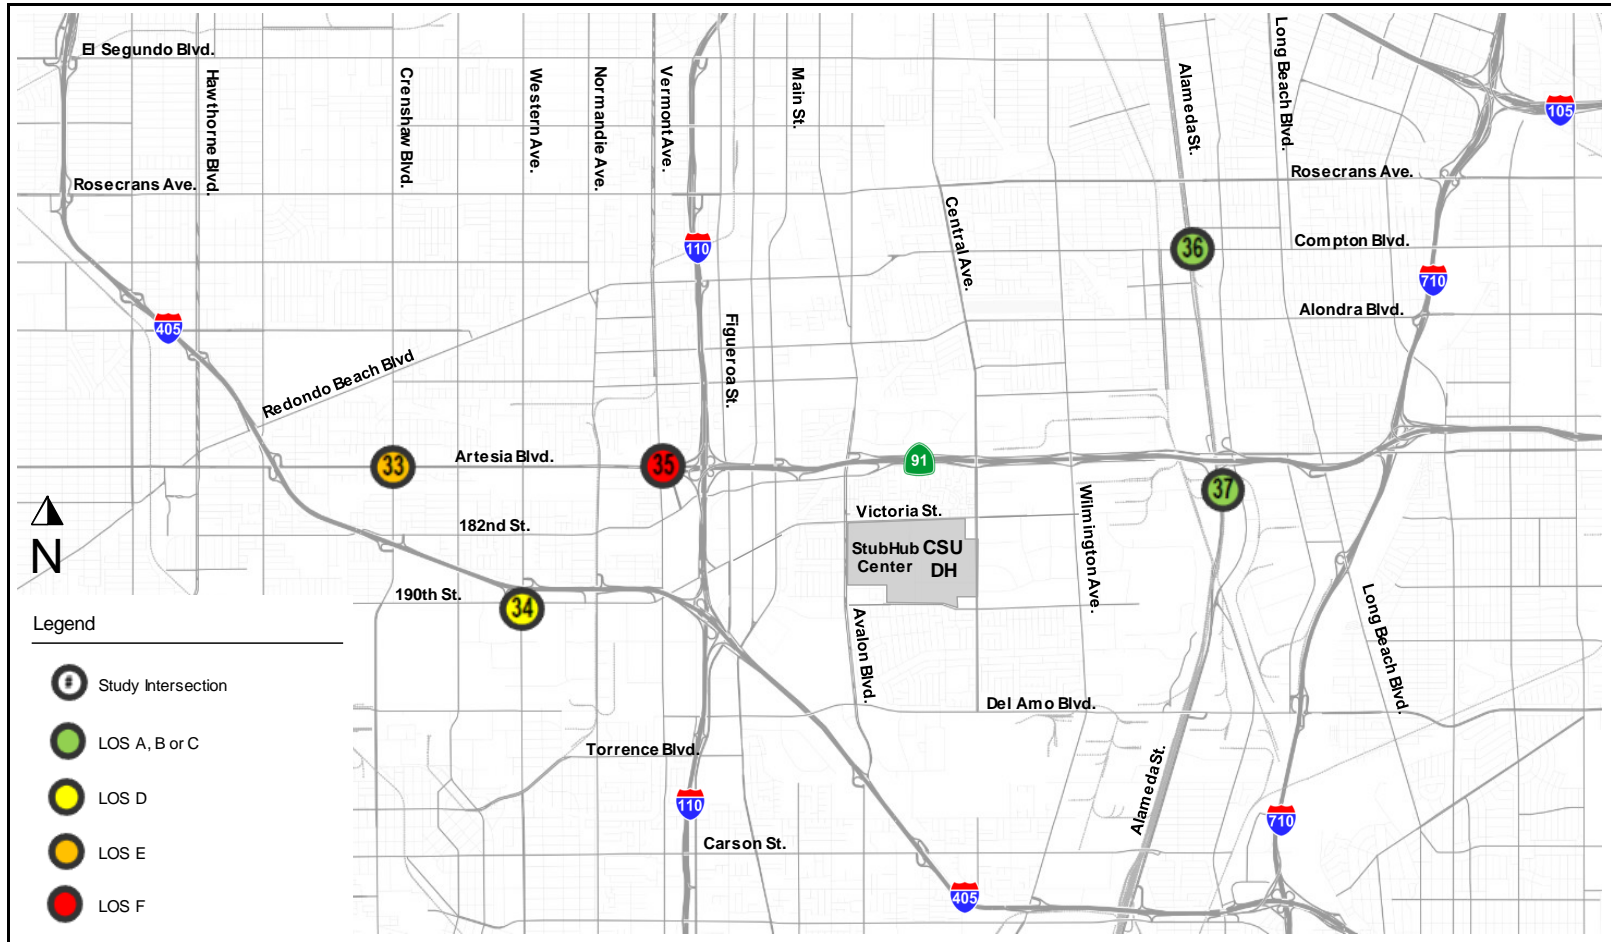 El Segundo Blvd.
Hawthorne Blvd.
Crenshaw Blvd.
Western Ave.
Normandie Ave.
Vermont Ave.
Main St.
Alameda St.
Long Beach Blvd.
105
Rosecrans Ave.
Rosecrans Ave.
Central Ave.
36
Compton Blvd.
110
710
Alondra Blvd.
405
Figueroa St.
Redondo Beach Blvd
33
Artesia Blvd.
35
91
37
Wilmington Ave.
Victoria St.
182nd St.
N
StubHub
Center
CSU
DH
190th St.
34
Avalon Blvd.
Long Beach Blvd.
Legend
# Study Intersection
LOS A, B or C
LOS D
LOS E
LOS F
Del Amo Blvd.
Torrence Blvd.
Alameda St.
110
710
Carson St.
405